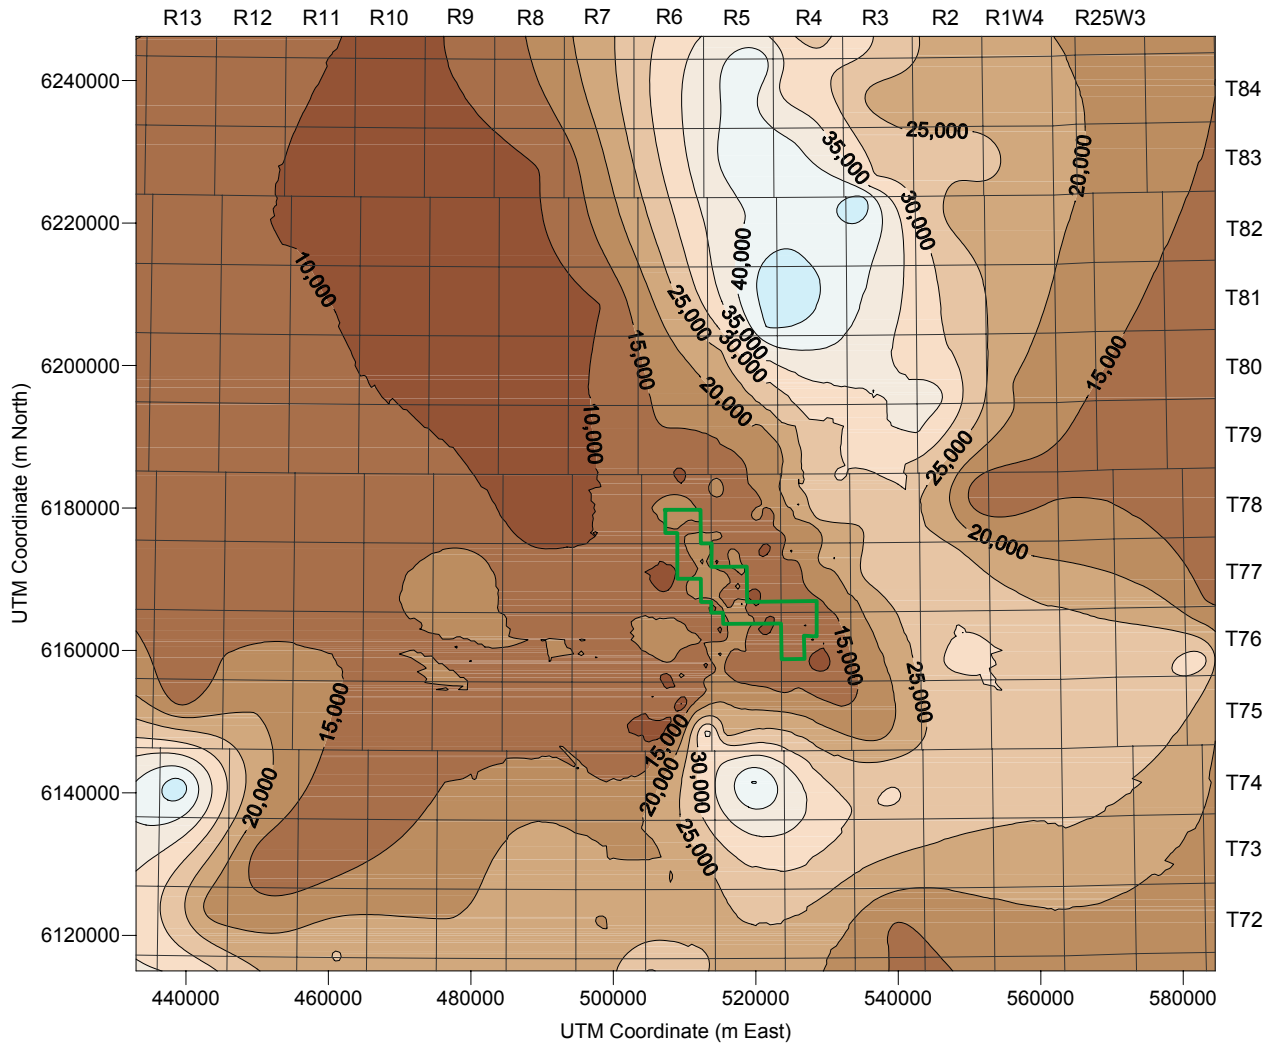 R13 R12 R11 R10 R9 R8 R7 R6 R5 R4 R3 R2 R1W4 R25W3
6240000
T84
35,000
25,000
20,000
T83
30,000
6220000
T82
40,000
10,000
25,000
T81
35,000
30,000
15,000
15,000
6200000
T80
20,000
10,000
25,000
T79
6180000
T78
20,000
UTM Coordinate (m North)
T77
15,000
T76
6160000
25,000
15,000
T75
15,000
20,000
30,000
20,000
T74
6140000
25,000
T73
T72
6120000
440000 460000 480000 500000 520000 540000 560000 580000
UTM Coordinate (m East)